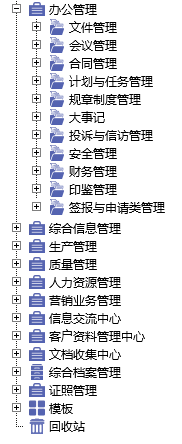 办公管理
文件管理
会议管理
合同管理
计划与任务管理
规章制度管理
大事记
投诉与信访管理
安全管理
财务管理
印鉴管理
签报与申请类管理
综合信息管理
生产管理
质量管理
人力资源管理
营销业务管理
信息交流中心
客户资料管理中心
文档收集中心
综合档案管理
证照管理
模板
回收站